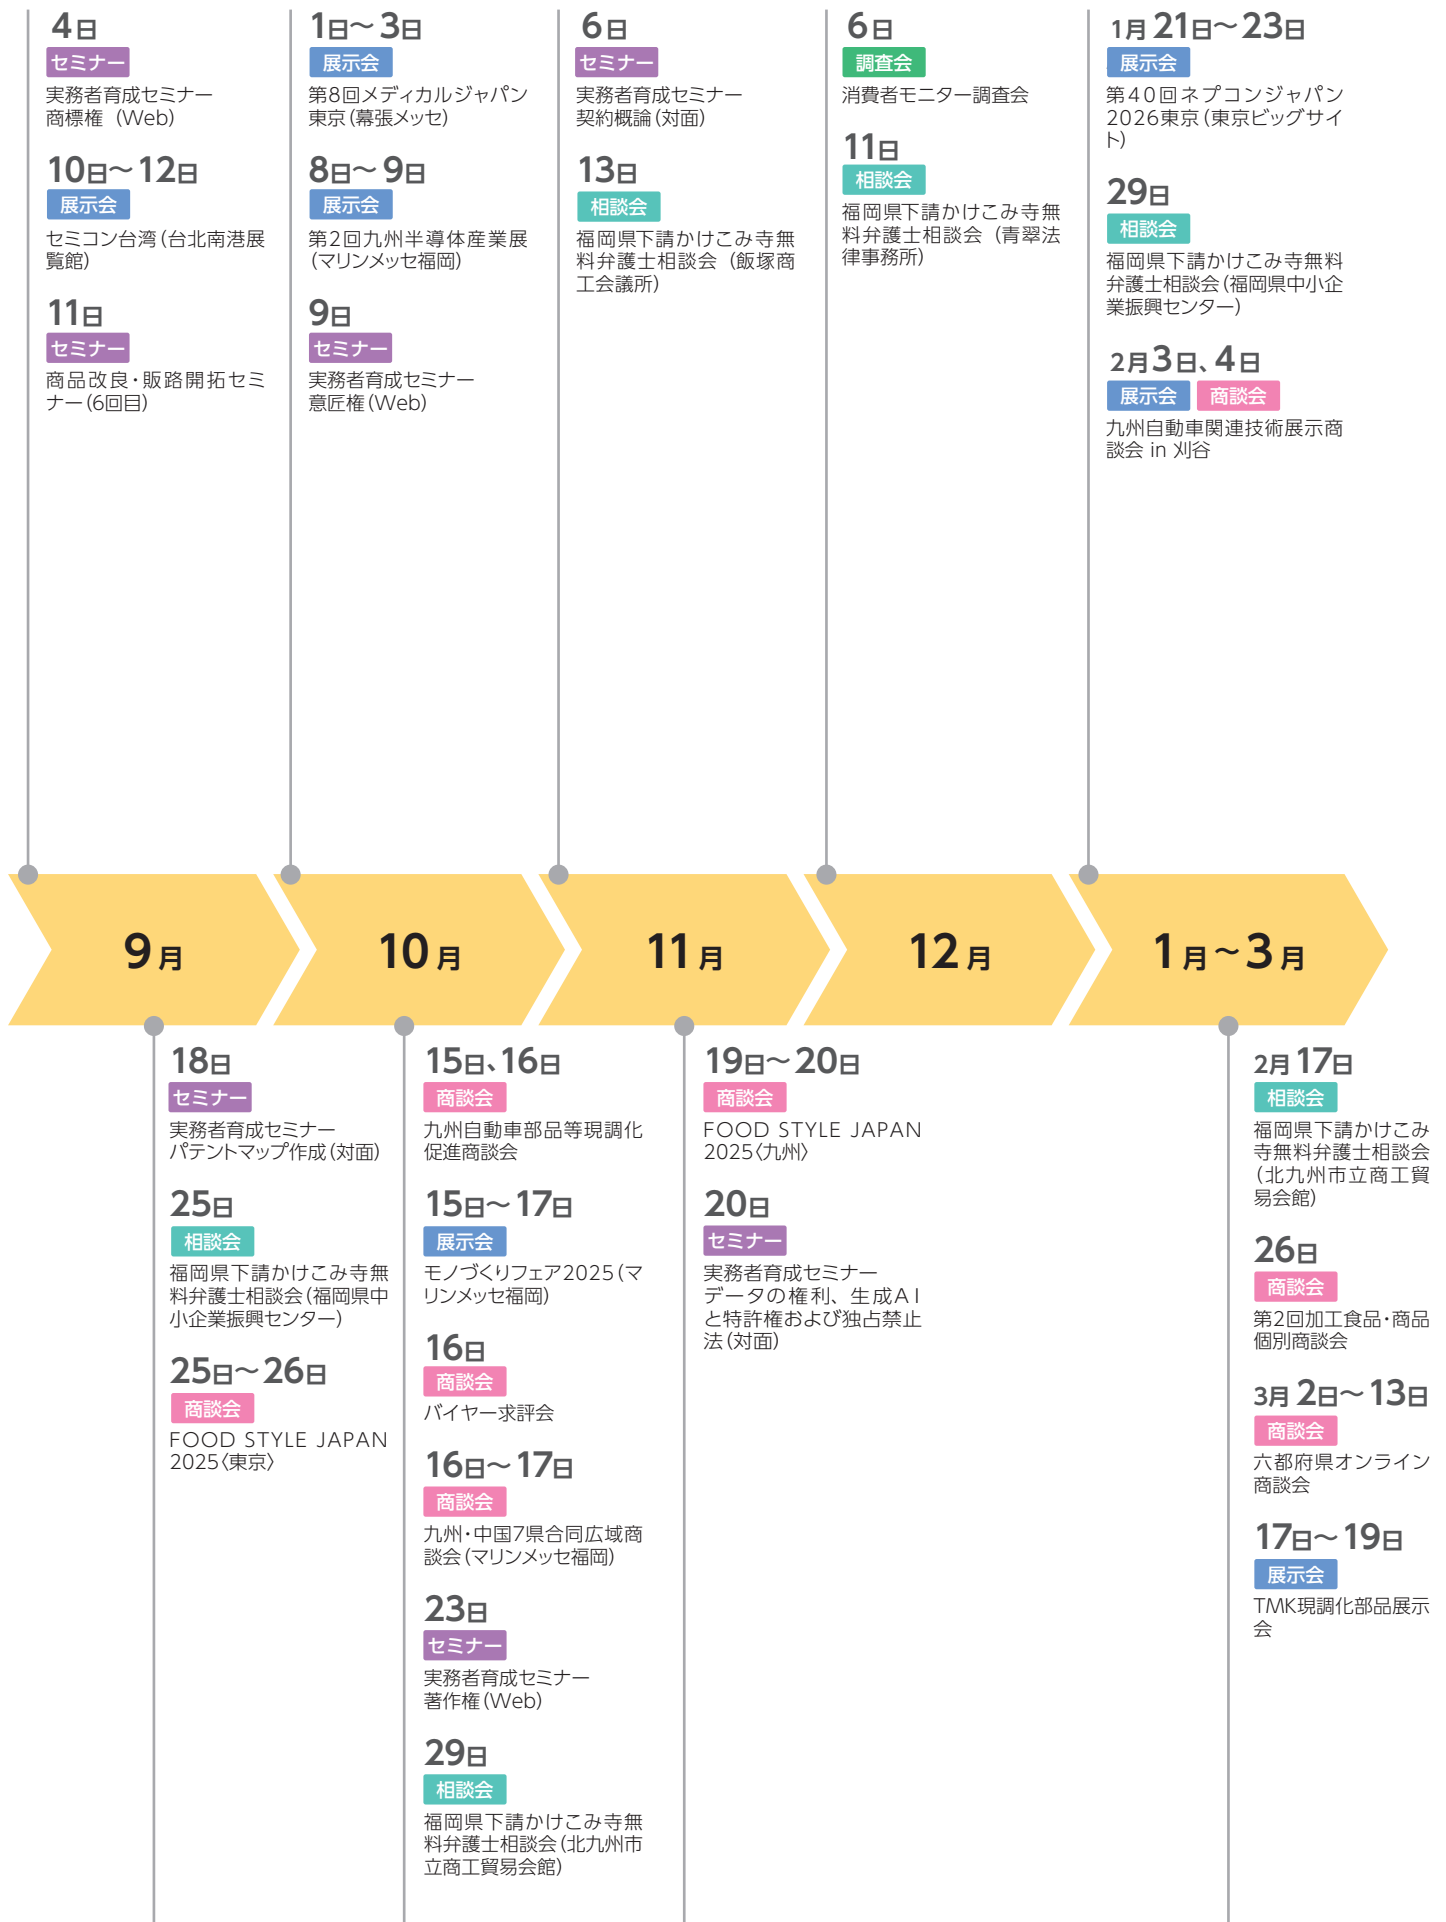 4日
セミナー
実務者育成セミナー
商標権（Web）
10日～12日
展示会
セミコン台湾（台北南港展
覧館）
11日
セミナー
商品改良・販路開拓セミ
ナー（6回目）
1日～3日
展示会
第8回メディカルジャパン
東京（幕張メッセ）
8日～9日
展示会
第2回九州半導体産業展
（マリンメッセ福岡）
9日
セミナー
実務者育成セミナー
意匠権（Web）
6日
セミナー
実務者育成セミナー
契約概論（対面）
13日
相談会
福岡県下請かけこみ寺無
料弁護士相談会（飯塚商
工会議所）
6日
調査会
消費者モニター調査会
11日
相談会
福岡県下請かけこみ寺無
料弁護士相談会（青翠法
律事務所）
1月21日～23日
展示会
第40回ネプコンジャパン
2026東京（東京ビッグサイ
ト）
29日
相談会
福岡県下請かけこみ寺無料
弁護士相談会（福岡県中小企
業振興センター）
2月3日、4日
展示会 商談会
九州自動車関連技術展示商
談会 in 刈谷
9月
10月
11月
12月
1月～3月
18日
セミナー
実務者育成セミナー
パテントマップ作成（対面）
25日
相談会
福岡県下請かけこみ寺無
料弁護士相談会（福岡県中
小企業振興センター）
25日～26日
商談会
FOOD STYLE JAPAN
2025〈東京〉
15日、16日
商談会
九州自動車部品等現調化
促進商談会
15日～17日
展示会
モノづくりフェア2025（マ
リンメッセ福岡）
16日
商談会
バイヤー求評会
16日～17日
商談会
九州・中国7県合同広域商
談会（マリンメッセ福岡）
23日
セミナー
実務者育成セミナー
著作権（Web）
29日
相談会
福岡県下請かけこみ寺無
料弁護士相談会（北九州市
立商工貿易会館）
19日～20日
商談会
FOOD STYLE JAPAN
2025〈九州〉
20日
セミナー
実務者育成セミナー
データの権利、生成AI
と特許権および独占禁止
法（対面）
2月17日
相談会
福岡県下請かけこみ
寺無料弁護士相談会
（北九州市立商工貿
易会館）
26日
商談会
第2回加工食品・商品
個別商談会
3月2日～13日
商談会
六都府県オンライン
商談会
17日～19日
展示会
TMK現調化部品展示
会